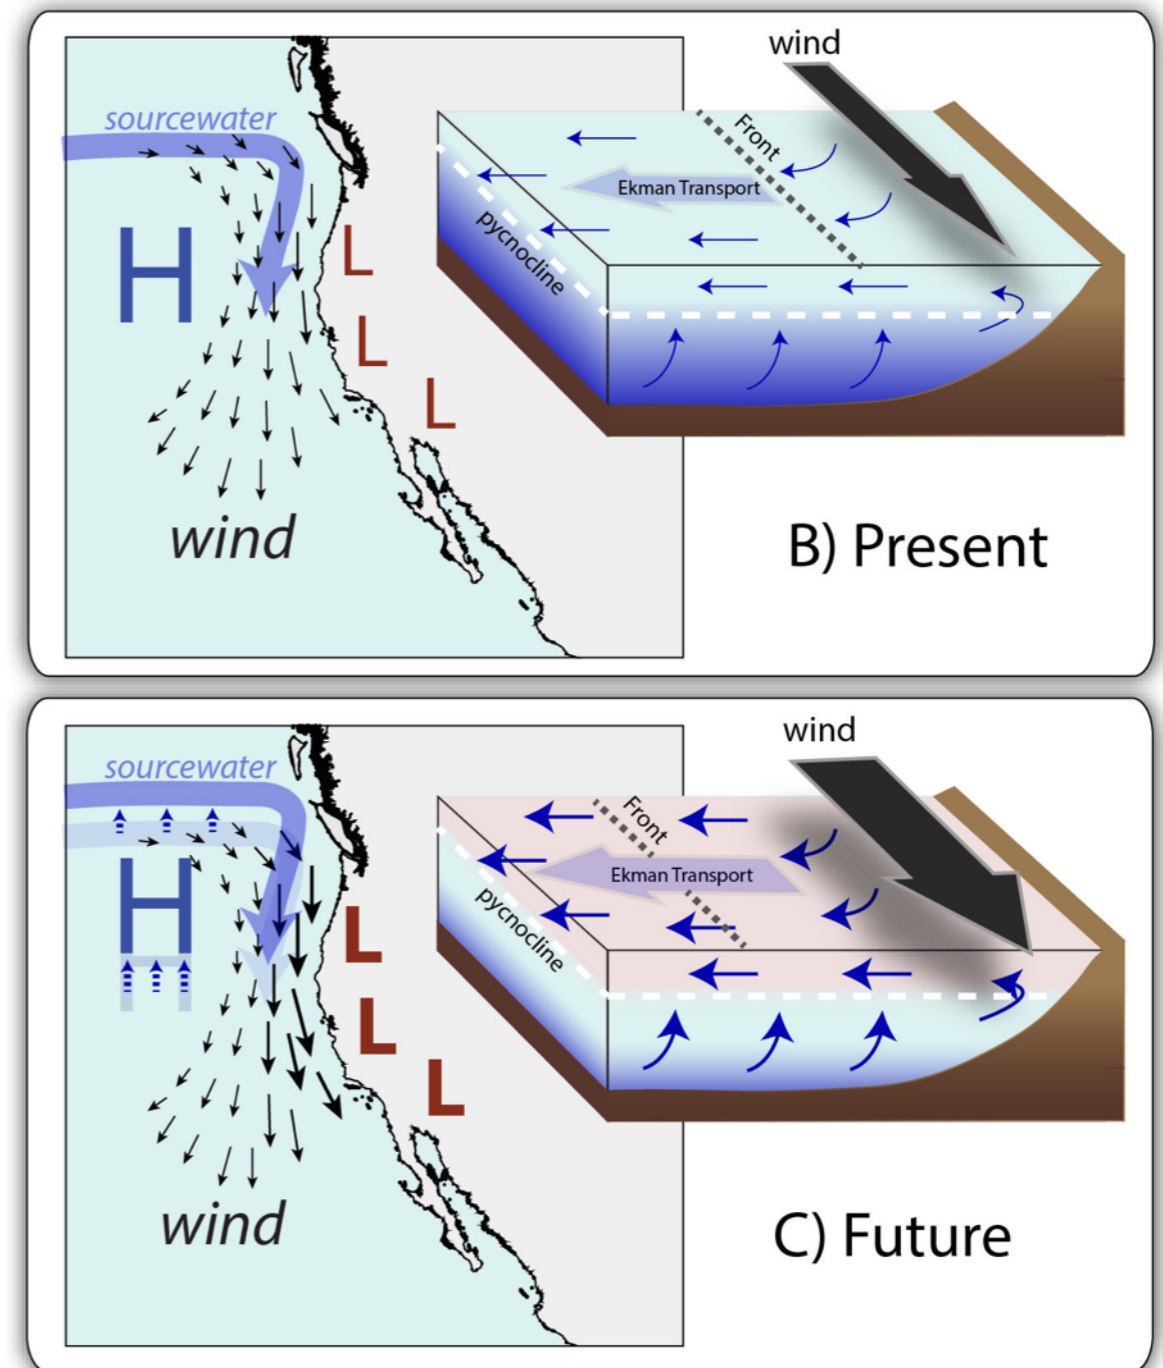 wind
sourcewater
Front
Ekman Transport
H
L
pycnocline
L
L
wind
B) Present
wind
sourcewater
Front
H
Ekman Transport
pycnocline
L
L
L
wind
C) Future